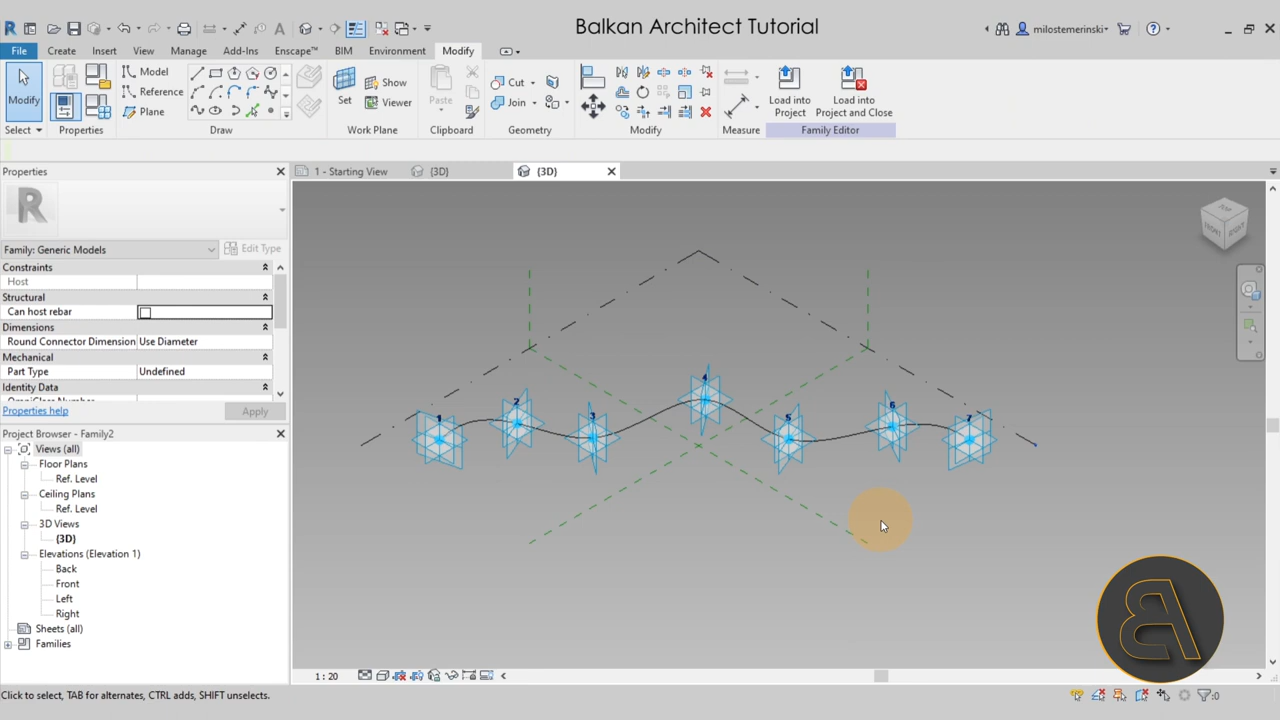 Balkan Architect Tutorial
milostemerinski
File Create Insert View Manage Add-Ins Enscape™ BIM Environment Modify
Modify
Select
Properties
Model
Reference
Plane
Draw
Set
Show
Viewer
Work Plane
Paste
Clipboard
Cut
Join
Geometry
Modify
Measure
Load into
Project
Load into
Project and Close
Family Editor
Properties
1 - Starting View
{3D}
{3D}
R
Family: Generic Models
Edit Type
Constraints
Host
Structural
Can host rebar
Dimensions
Round Connector Dimension Use Diameter
Mechanical
Part Type Undefined
Identity Data
Properties help
Apply
Project Browser - Family2
Views (all)
Floor Plans
Ref. Level
Ceiling Plans
Ref. Level
3D Views
{3D}
Elevations (Elevation 1)
Back
Front
Left
Right
Sheets (all)
Families
TOP
FRONT
RIGHT
1
2
3
4
5
6
7
1 : 20
Click to select, TAB for alternates, CTRL adds, SHIFT unselects.
:0